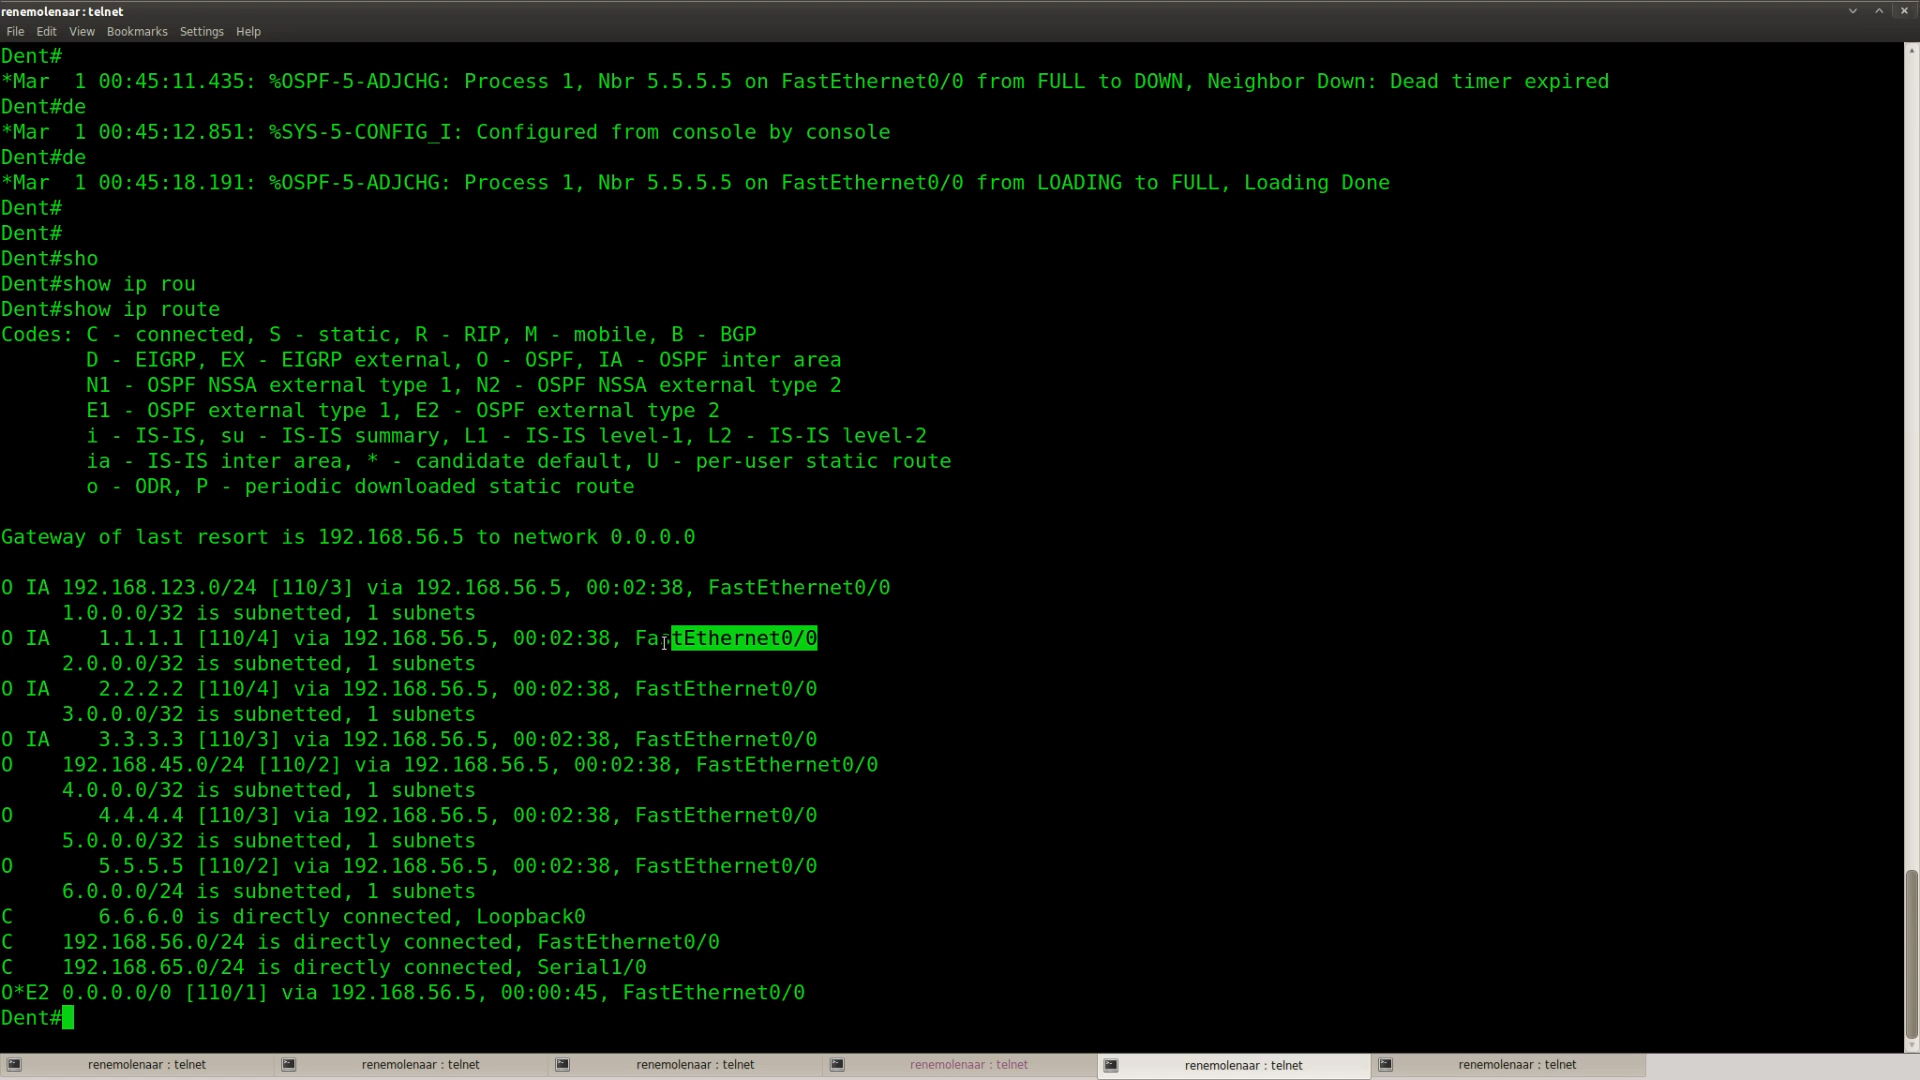 renemolenaar : telnet
File Edit View Bookmarks Settings Help
Dent#
*Mar  1 00:45:11.435: %OSPF-5-ADJCHG: Process 1, Nbr 5.5.5.5 on FastEthernet0/0 from FULL to DOWN, Neighbor Down: Dead timer expired
Dent#de
*Mar  1 00:45:12.851: %SYS-5-CONFIG_I: Configured from console by console
Dent#de
*Mar  1 00:45:18.191: %OSPF-5-ADJCHG: Process 1, Nbr 5.5.5.5 on FastEthernet0/0 from LOADING to FULL, Loading Done
Dent#
Dent#
Dent#sho
Dent#show ip rou
Dent#show ip route
Codes: C - connected, S - static, R - RIP, M - mobile, B - BGP
       D - EIGRP, EX - EIGRP external, O - OSPF, IA - OSPF inter area
       N1 - OSPF NSSA external type 1, N2 - OSPF NSSA external type 2
       E1 - OSPF external type 1, E2 - OSPF external type 2
       i - IS-IS, su - IS-IS summary, L1 - IS-IS level-1, L2 - IS-IS level-2
       ia - IS-IS inter area, * - candidate default, U - per-user static route
       o - ODR, P - periodic downloaded static route
Gateway of last resort is 192.168.56.5 to network 0.0.0.0
O IA 192.168.123.0/24 [110/3] via 192.168.56.5, 00:02:38, FastEthernet0/0
     1.0.0.0/32 is subnetted, 1 subnets
O IA    1.1.1.1 [110/4] via 192.168.56.5, 00:02:38, FastEthernet0/0
     2.0.0.0/32 is subnetted, 1 subnets
O IA    2.2.2.2 [110/4] via 192.168.56.5, 00:02:38, FastEthernet0/0
     3.0.0.0/32 is subnetted, 1 subnets
O IA    3.3.3.3 [110/3] via 192.168.56.5, 00:02:38, FastEthernet0/0
O    192.168.45.0/24 [110/2] via 192.168.56.5, 00:02:38, FastEthernet0/0
     4.0.0.0/32 is subnetted, 1 subnets
O       4.4.4.4 [110/3] via 192.168.56.5, 00:02:38, FastEthernet0/0
     5.0.0.0/32 is subnetted, 1 subnets
O       5.5.5.5 [110/2] via 192.168.56.5, 00:02:38, FastEthernet0/0
     6.0.0.0/24 is subnetted, 1 subnets
C       6.6.6.0 is directly connected, Loopback0
C    192.168.56.0/24 is directly connected, FastEthernet0/0
C    192.168.65.0/24 is directly connected, Serial1/0
O*E2 0.0.0.0/0 [110/1] via 192.168.56.5, 00:00:45, FastEthernet0/0
Dent#
renemolenaar : telnet renemolenaar : telnet renemolenaar : telnet renemolenaar : telnet renemolenaar : telnet renemolenaar : telnet